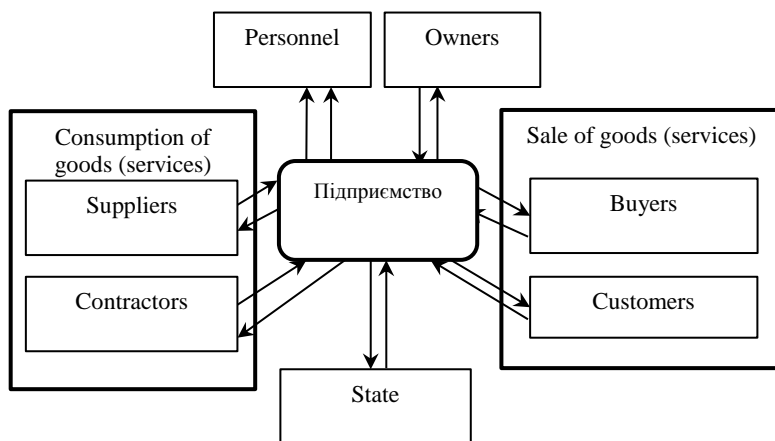 Personnel
Owners
Consumption of
goods (services)
Sale of goods (services)
Suppliers
Підприємство
Buyers
Contractors
Customers
State